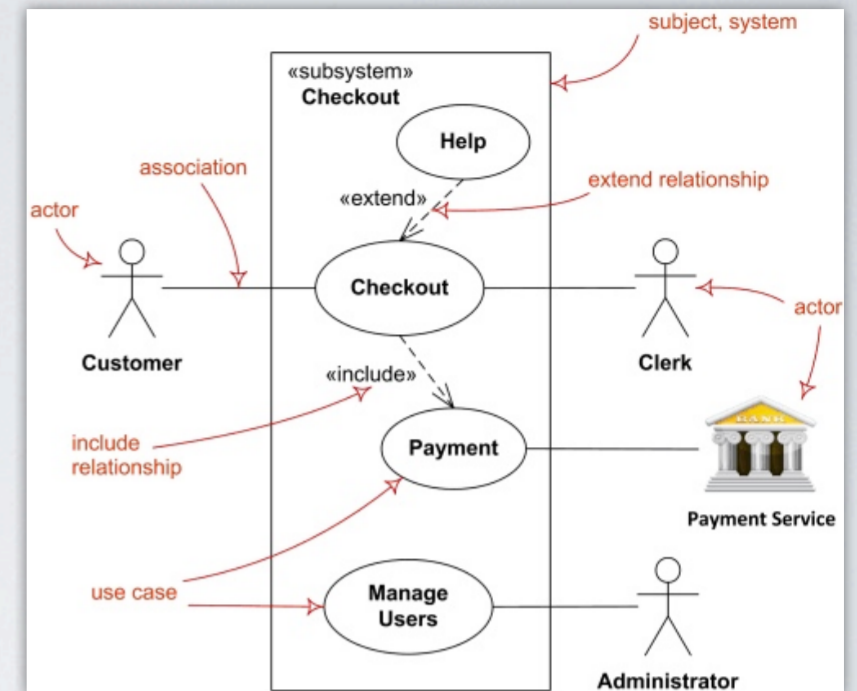 subject, system
«subsystem»
Checkout
Help
association
«extend»
extend relationship
actor
Checkout
actor
Customer
Clerk
«include»
BANK
include
relationship
Payment
Payment Service
use case
Manage
Users
Administrator